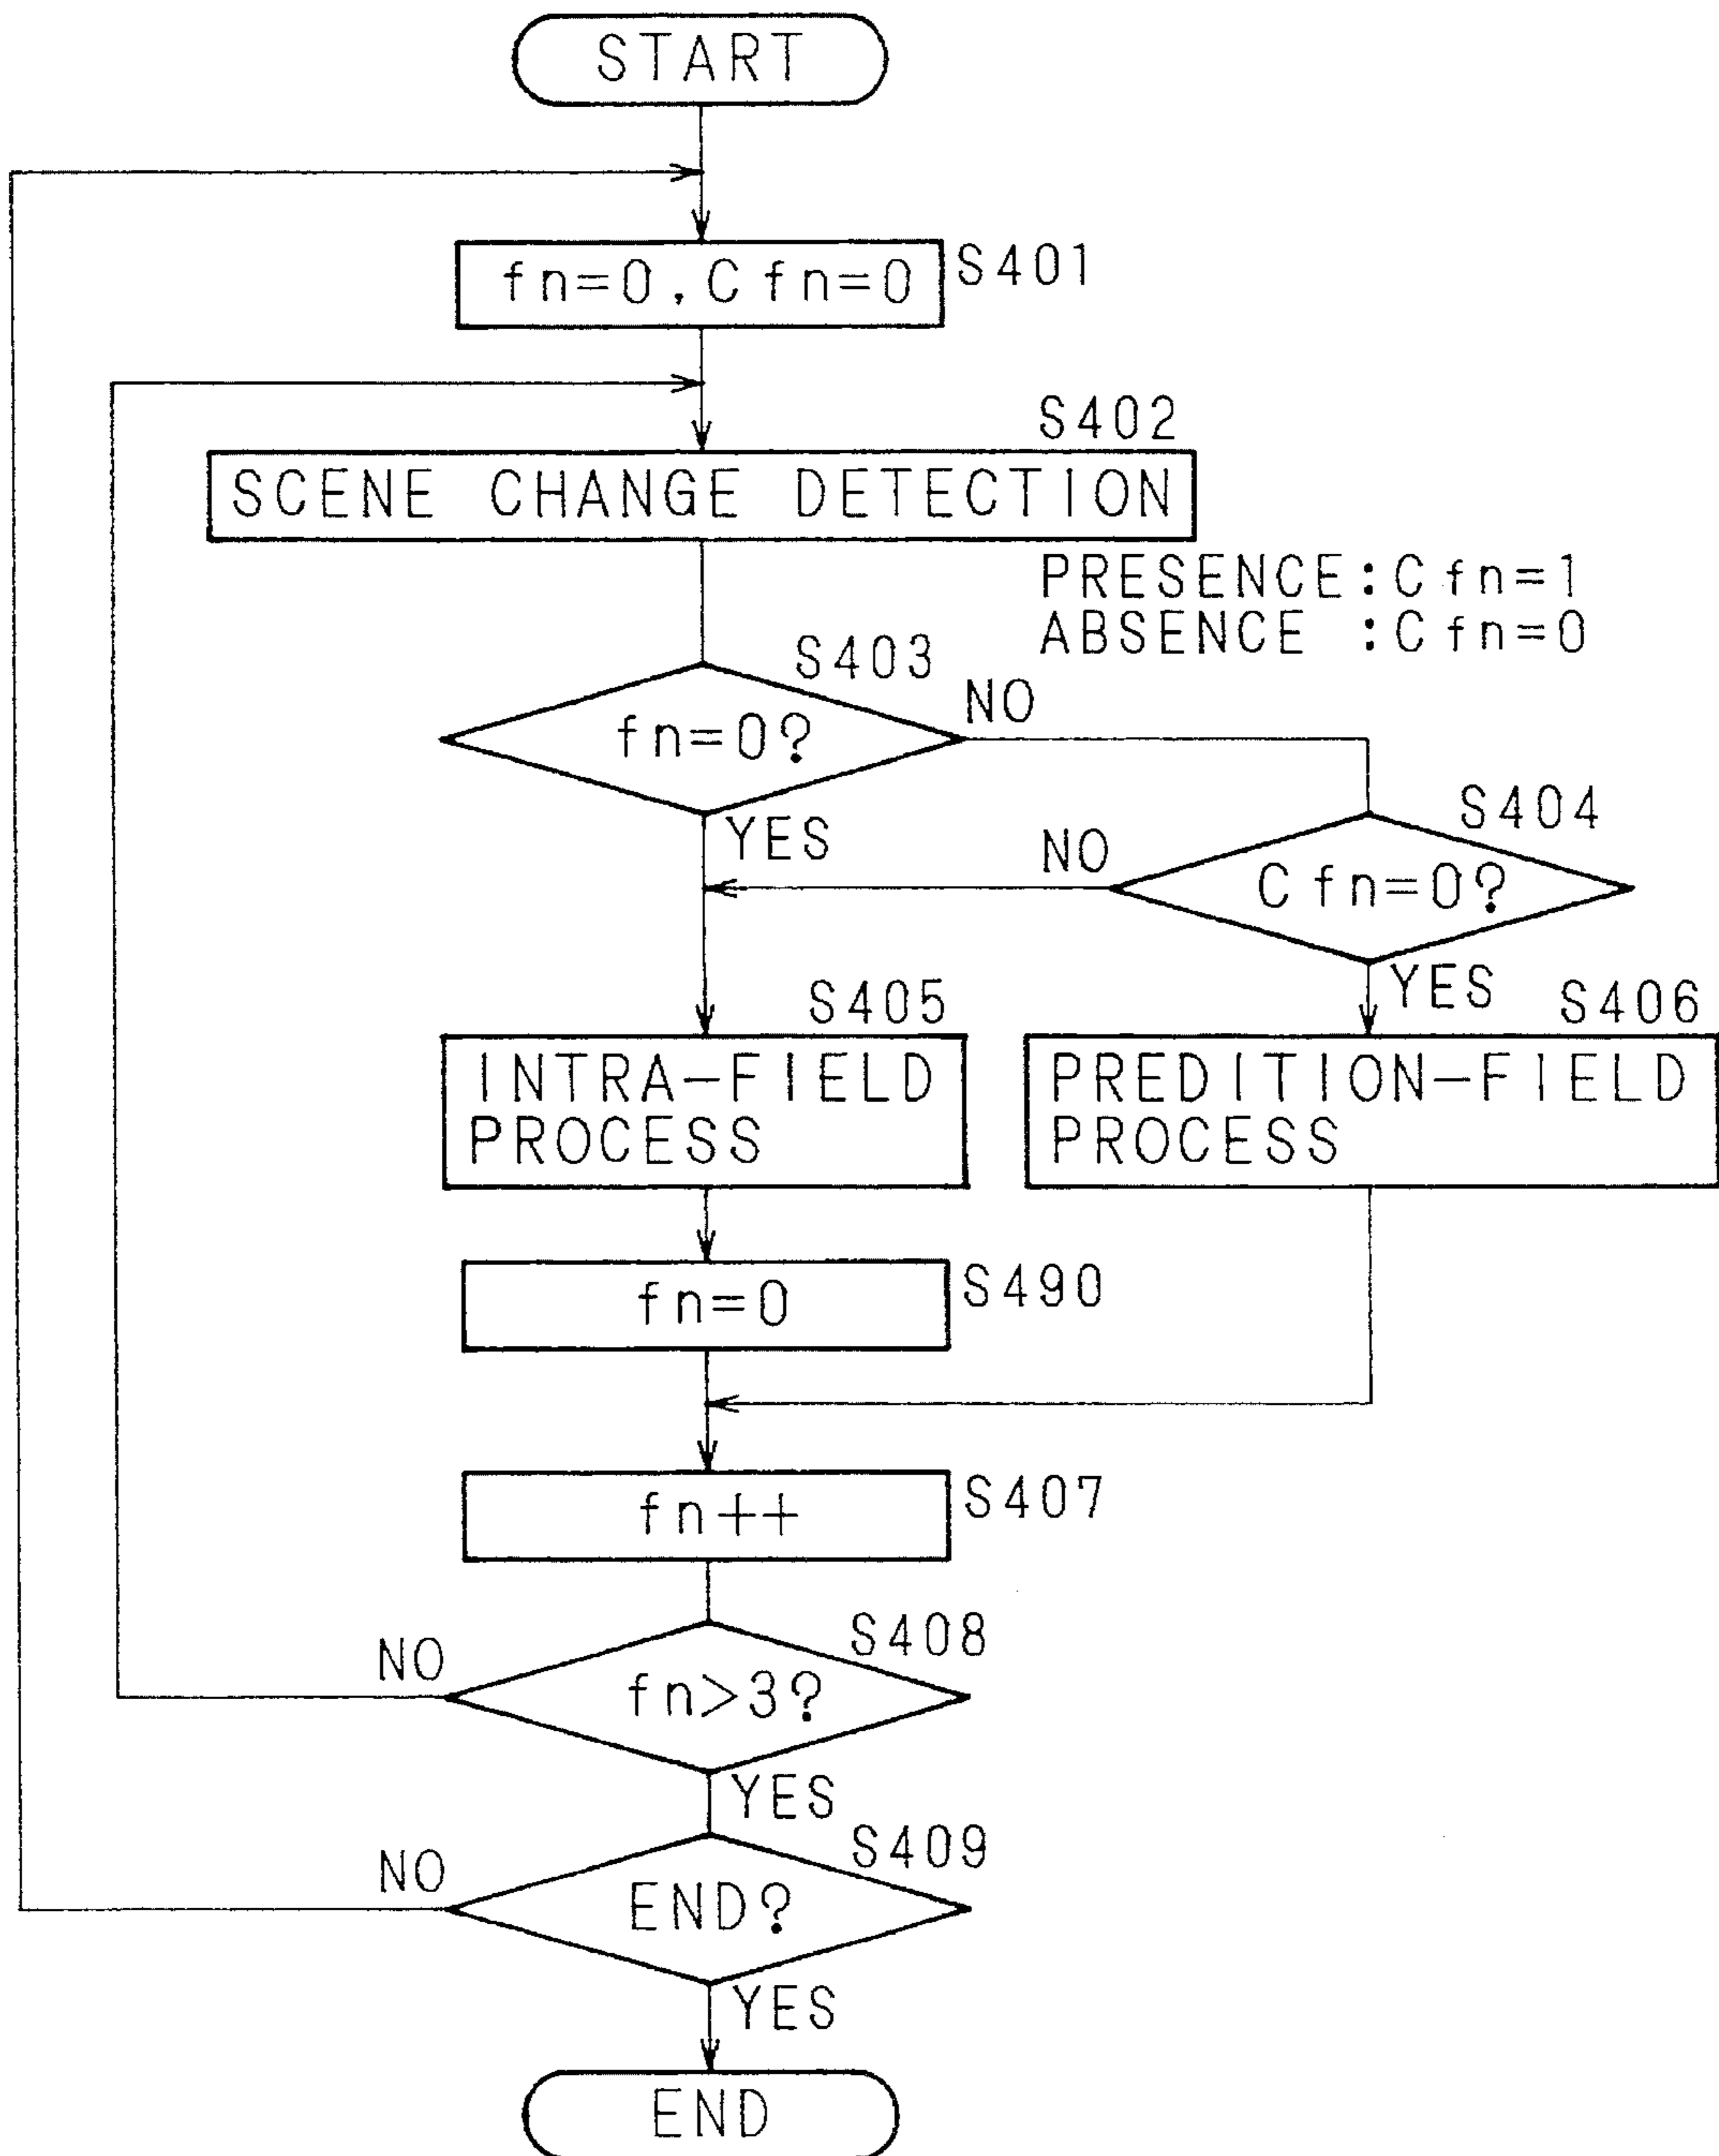 START
fn=0, Cfn=0
S401
S402
SCENE CHANGE DETECTION
PRESENCE:Cfn=1
ABSENCE :Cfn=0
S403
fn=0?
NO
YES
S404
NO
Cfn=0?
YES
S405
S406
INTRA-FIELD
PROCESS
PREDITION-FIELD
PROCESS
fn=0
S490
fn++
S407
S408
NO
fn>3?
YES
S409
NO
END?
YES
END